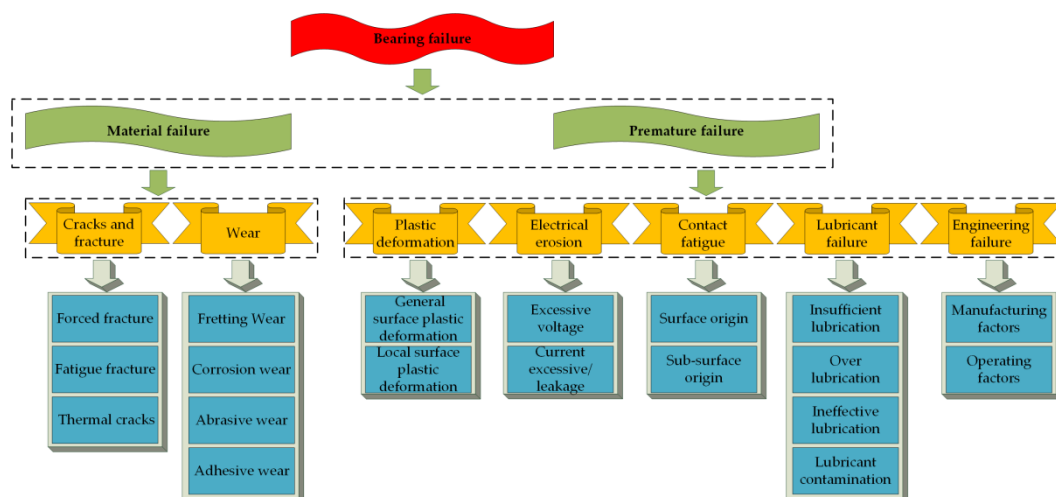 Bearing failure
Material failure
Premature failure
Cracks and
fracture
Wear
Plastic
deformation
Electrical
erosion
Contact
fatigue
Lubricant
failure
Engineering
failure
Forced fracture
Fatigue fracture
Thermal cracks
Fretting Wear
Corrosion wear
Abrasive wear
Adhesive wear
General
surface plastic
deformation
Local surface
plastic
deformation
Excessive
voltage
Current
excessive/
leakage
Surface origin
Sub-surface
origin
Insufficient
lubrication
Over
lubrication
Ineffective
lubrication
Lubricant
contamination
Manufacturing
factors
Operating
factors